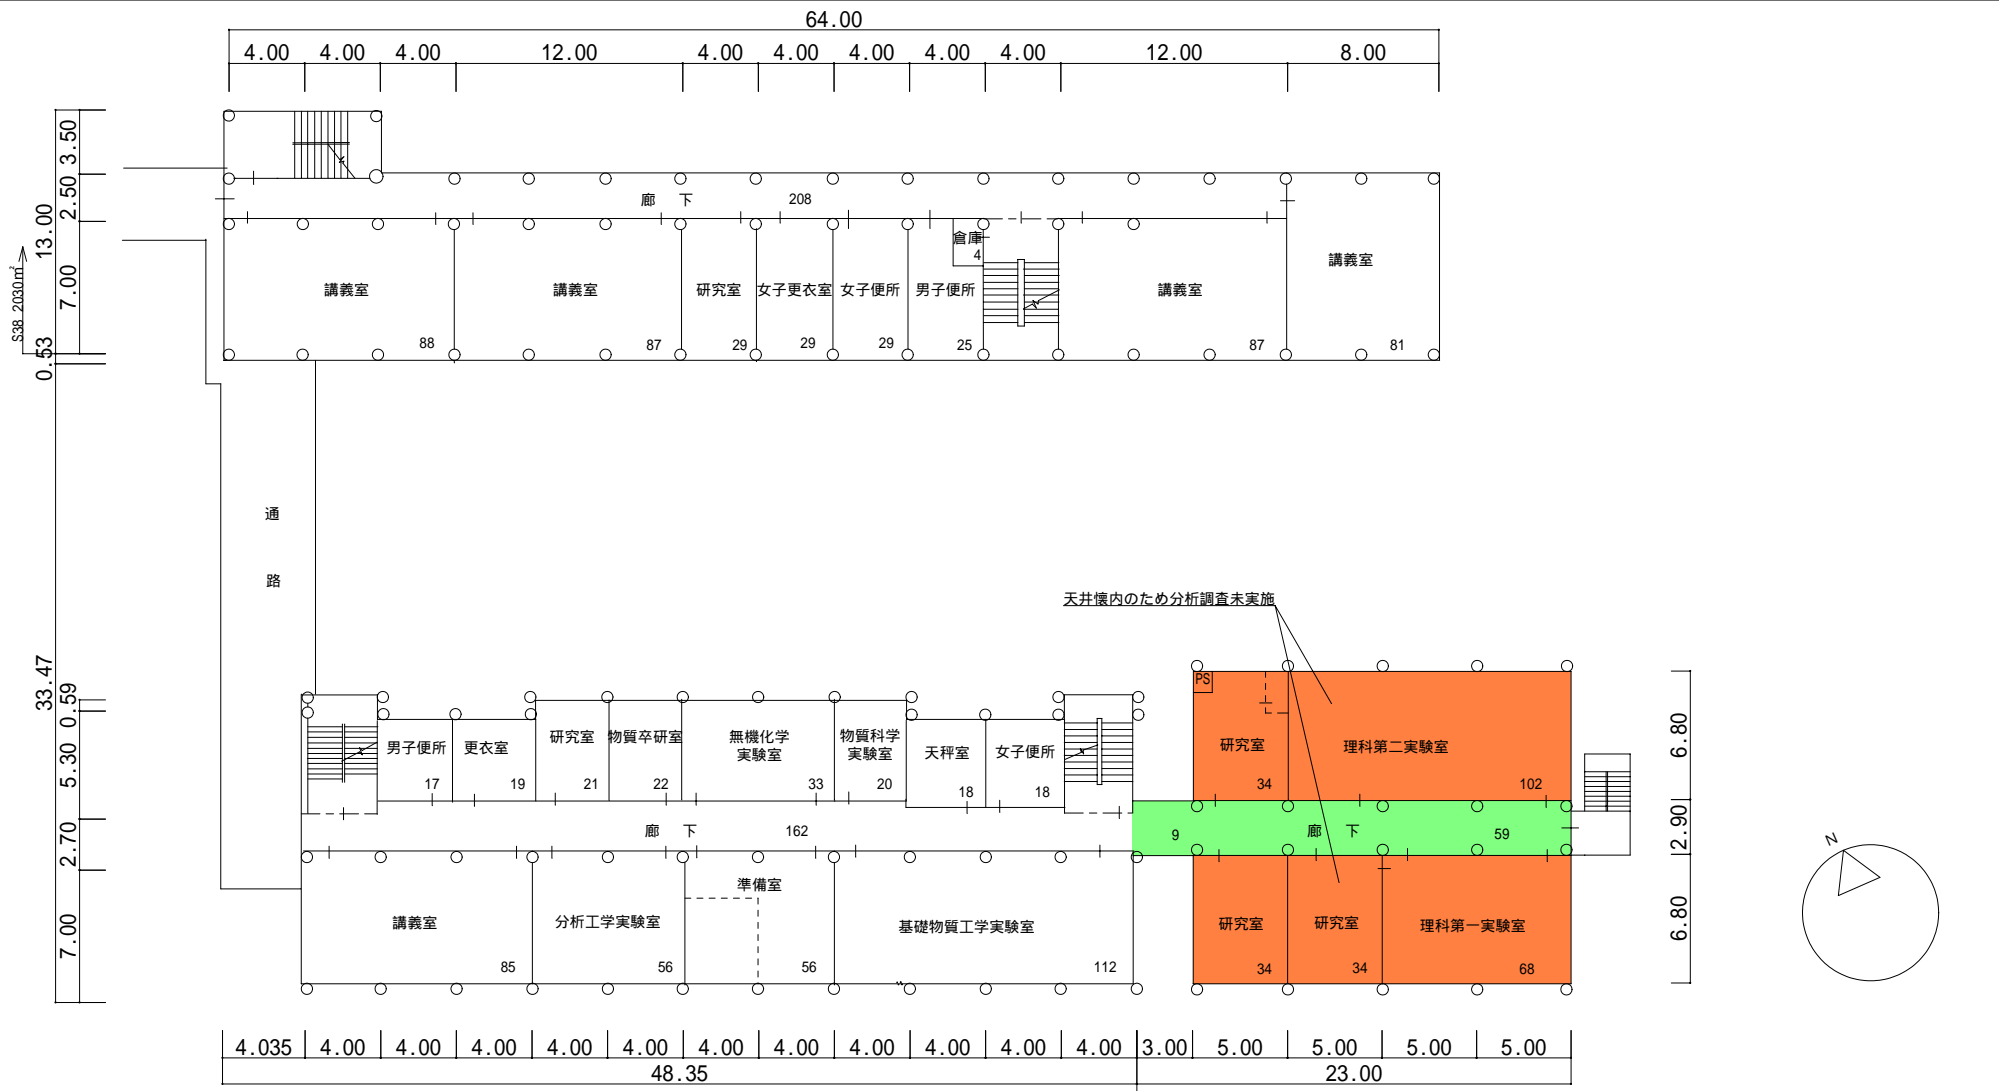 64.00
4.00 4.00 4.00 12.00 4.00 4.00 4.00 4.00 4.00 12.00 8.00
3.50
2.50
13.00
7.00
S38 2030㎡
0.53
廊 下 208
倉庫
4
講義室
88
講義室
87
研究室
29
女子更衣室
29
女子便所
29
男子便所
25
講義室
87
講義室
81
通
路
天井懐内のため分析調査未実施
33.47
0.59
5.30
2.70
7.00
男子便所
17
更衣室
19
研究室
21
物質卒研室
22
無機化学
実験室
33
物質科学
実験室
20
天秤室
18
女子便所
18
廊 下 162
講義室
85
分析工学実験室
56
準備室
56
基礎物質工学実験室
112
PS
研究室
34
理科第二実験室
102
9 廊 下 59
研究室
34
研究室
34
理科第一実験室
68
6.80
2.90
6.80
N
4.035 4.00 4.00 4.00 4.00 4.00 4.00 4.00 4.00 4.00 4.00 4.00 3.00 5.00 5.00 5.00 5.00
48.35 23.00